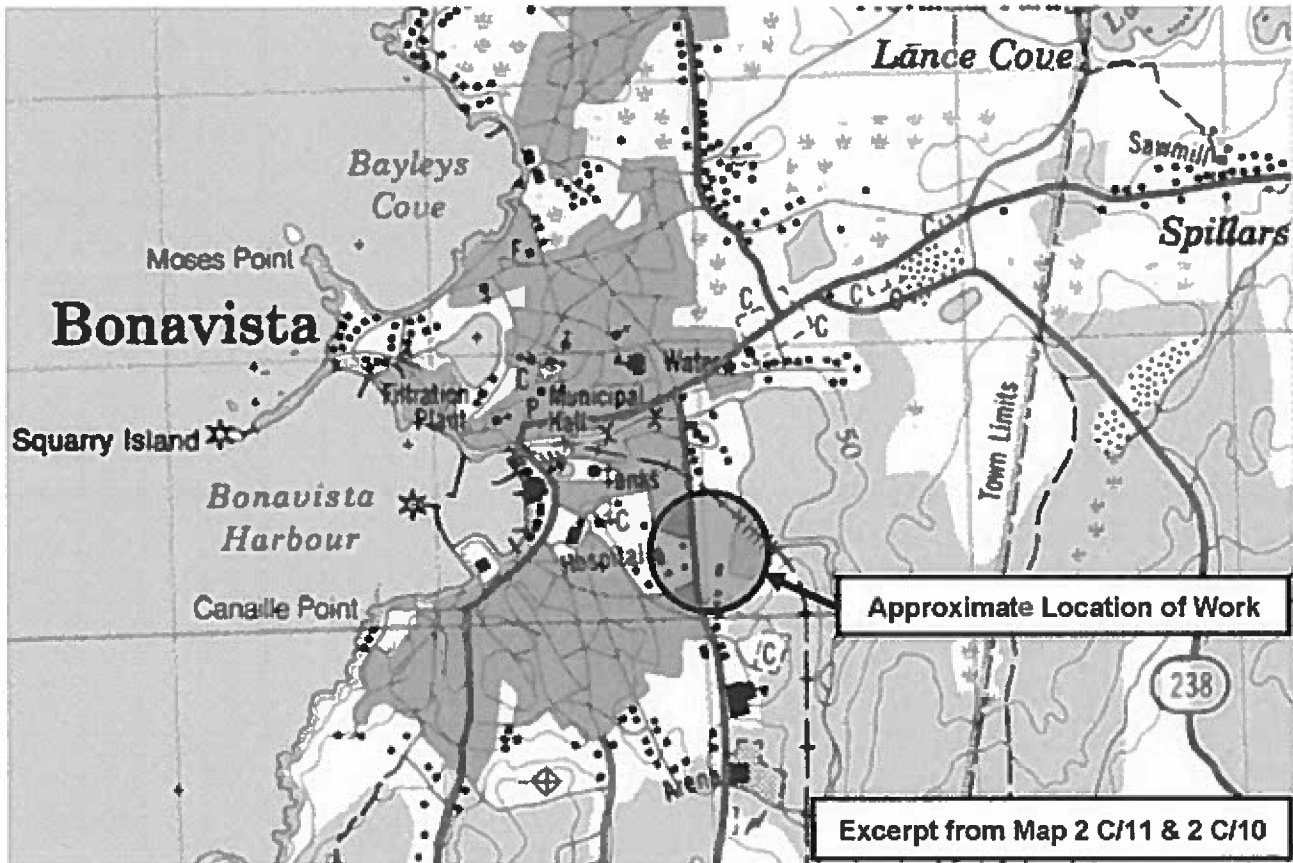 Lance Cove
Sawmill
Bayleys
Cove
Spillars
Moses Point
C
Bonavista
C
C
C
Water
C
Filtration
Plant
P
Municipal
Hall
Town Limits
50
Squarry Island
Tanks
Bonavista
Harbour
C
Hospital
Approximate Location of Work
Canaille Point
C
238
Arena
Excerpt from Map 2 C/11 & 2 C/10